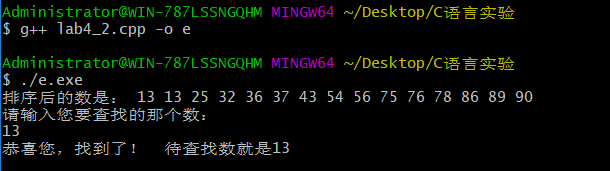 Administrator@WIN-787LSSNGQHM MINGW64 ~/Desktop/C语言实验
$ g++ lab4_2.cpp -o e
Administrator@WIN-787LSSNGQHM MINGW64 ~/Desktop/C语言实验
$ ./e.exe
排序后的数是: 13 13 25 32 36 37 43 54 56 75 76 78 86 89 90
请输入您要查找的那个数:
13
恭喜您，找到了！ 待查找数就是13